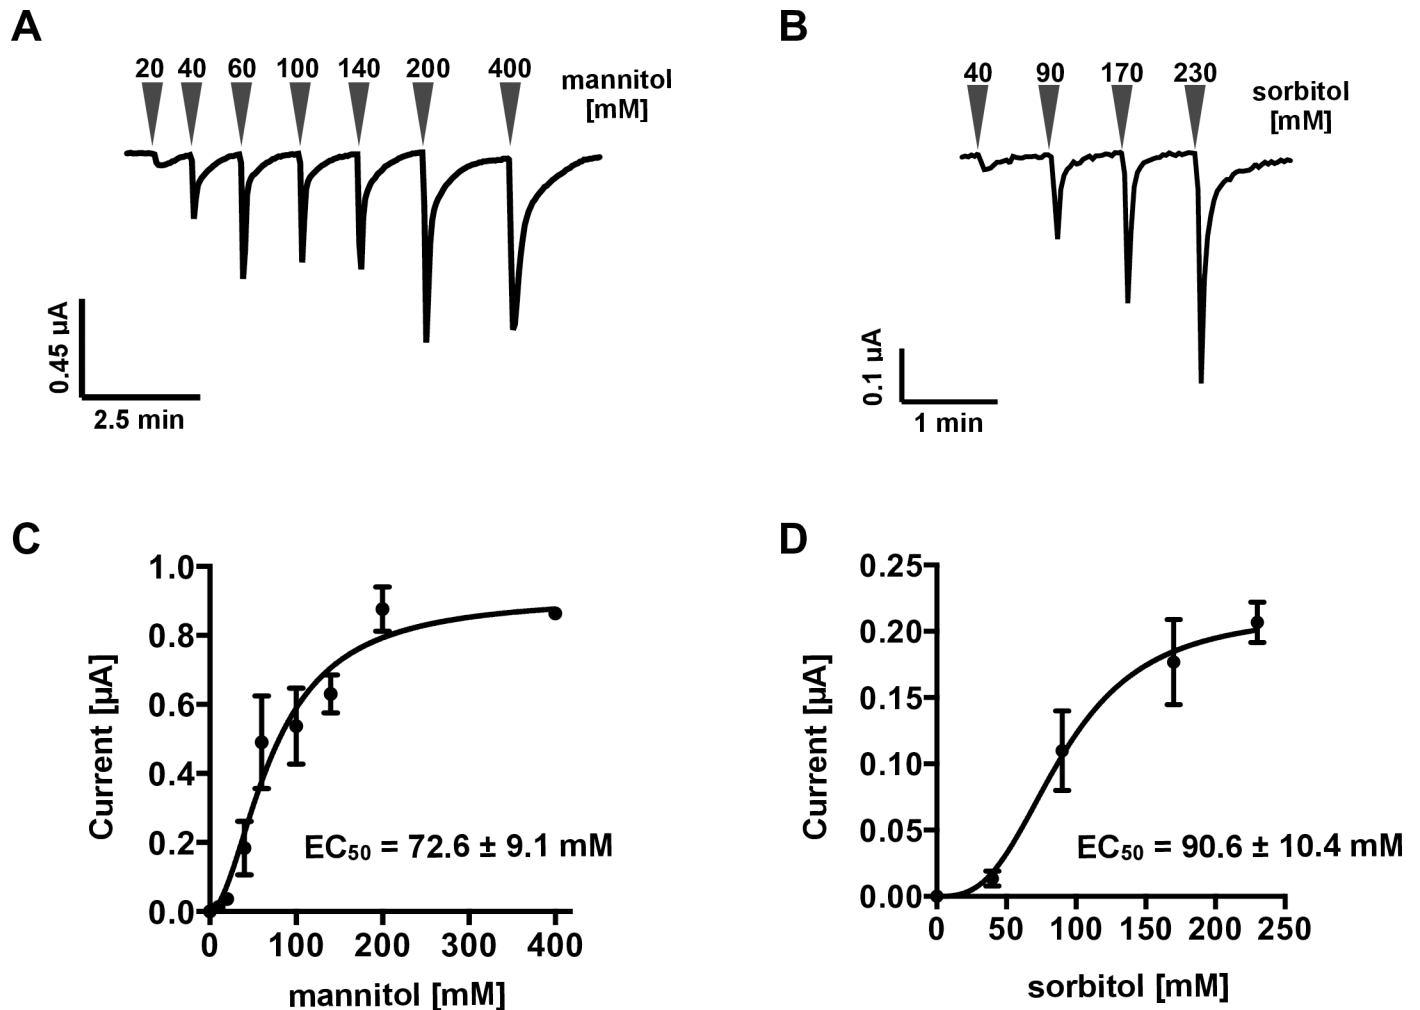 A
20 40 60 100 140 200 400 mannitol
[mM]
0.45 µA
2.5 min
B
40 90 170 230 sorbitol
[mM]
0.1 µA
1 min
C
1.0
0.8
0.6
0.4
0.2
0.0
Current [µA]
EC₅₀ = 72.6 ± 9.1 mM
0 100 200 300 400
mannitol [mM]
D
0.25
0.20
0.15
0.10
0.05
0.00
Current [µA]
EC₅₀ = 90.6 ± 10.4 mM
0 50 100 150 200 250
sorbitol [mM]